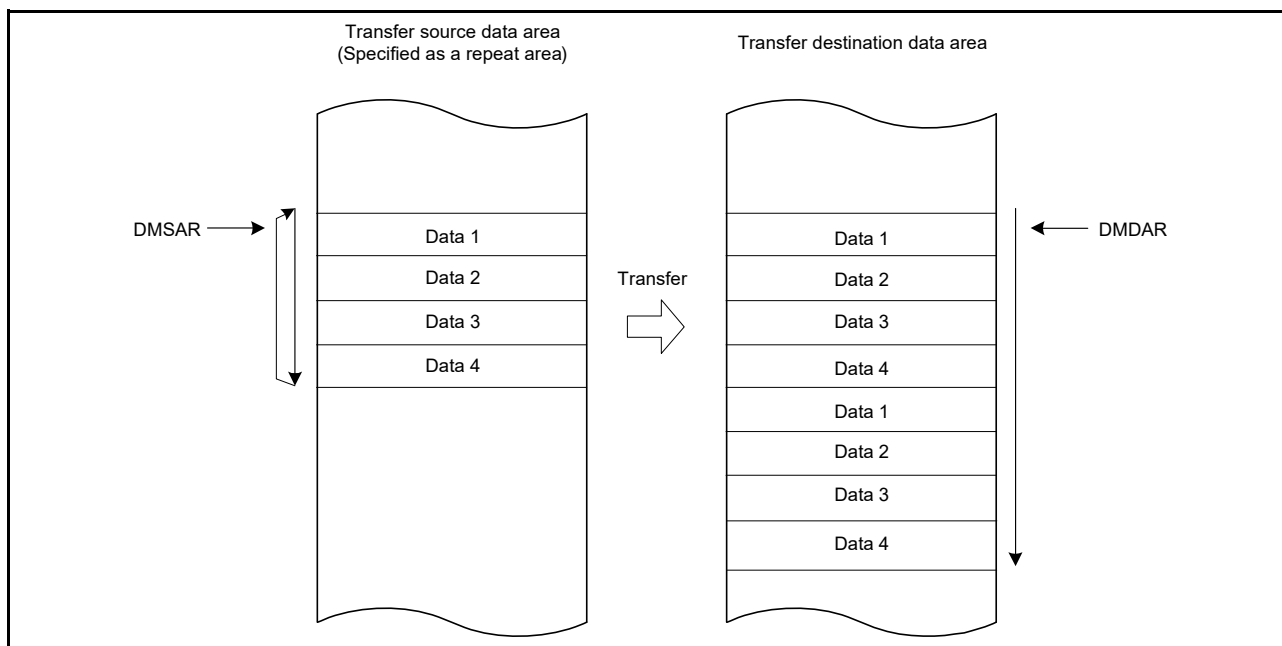 Transfer source data area
(Specified as a repeat area)
Transfer destination data area
DMSAR
Data 1
Data 2
Data 3
Data 4
Transfer
Data 1
Data 2
Data 3
Data 4
Data 1
Data 2
Data 3
Data 4
DMDAR